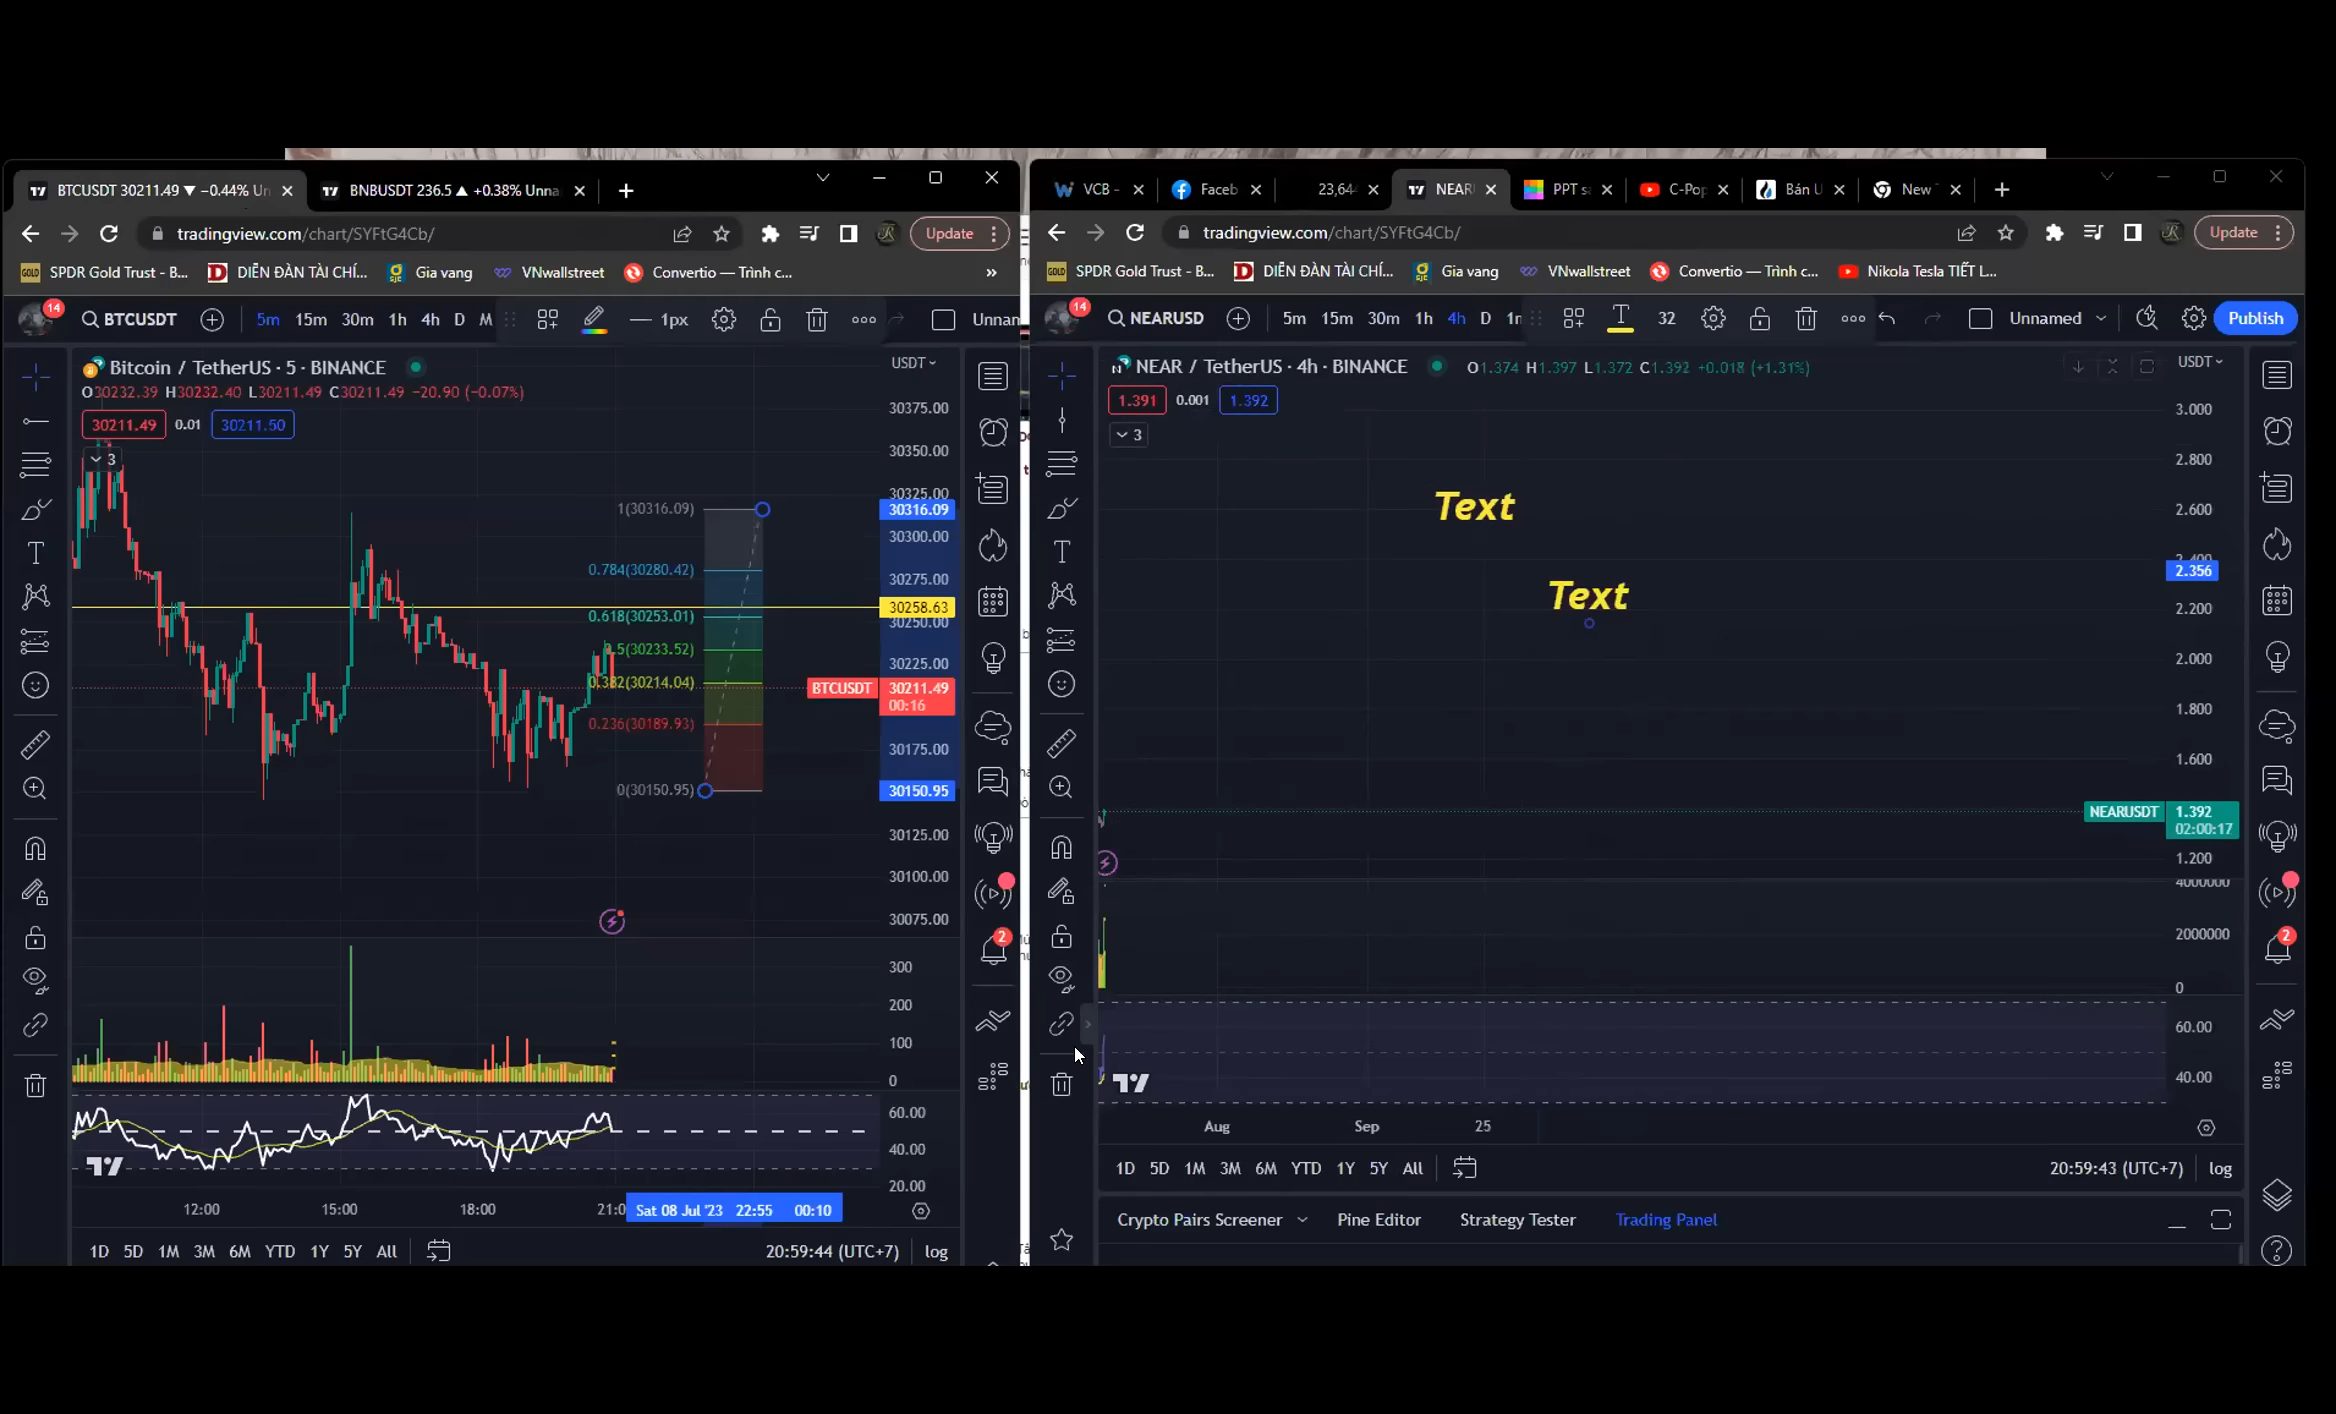 BTCUSDT 30211.49 ▼ −0.44% Un
BNBUSDT 236.5 ▲ +0.38% Unna
tradingview.com/chart/SYFtG4Cb/
Update
SPDR Gold Trust - B...
DIỄN ĐÀN TÀI CHÍ...
Gia vang
VNwallstreet
Convertio — Trình c...
»
14
BTCUSDT
5m 15m 30m 1h 4h D M
1px
Unnan
Bitcoin / TetherUS · 5 · BINANCE
O30232.39 H30232.40 L30211.49 C30211.49 −20.90 (−0.07%)
30211.49 0.01 30211.50
3
USDT
30375.00
30350.00
30325.00
30316.09
30300.00
30275.00
30258.63
30250.00
30225.00
BTCUSDT 30211.49
00:16
30175.00
30150.95
30125.00
30100.00
30075.00
1(30316.09)
0.784(30280.42)
0.618(30253.01)
0.5(30233.52)
0.382(30214.04)
0.236(30189.93)
0(30150.95)
300
200
100
0
60.00
40.00
20.00
2
12:00 15:00 18:00 21:0 Sat 08 Jul '23 22:55 00:10
1D 5D 1M 3M 6M YTD 1Y 5Y All
20:59:44 (UTC+7) log
VCB -
Faceb
23,64
NEAR
PPT s
C-Pop
Bán U
New
tradingview.com/chart/SYFtG4Cb/
Update
SPDR Gold Trust - B...
DIỄN ĐÀN TÀI CHÍ...
Gia vang
VNwallstreet
Convertio — Trình c...
Nikola Tesla TIẾT L...
14
NEARUSD
5m 15m 30m 1h 4h D
32
Unnamed
Publish
NEAR / TetherUS · 4h · BINANCE
O1.374 H1.397 L1.372 C1.392 +0.018 (+1.31%)
1.391 0.001 1.392
3
USDT
Text
Text
3.000
2.800
2.600
2.400
2.356
2.200
2.000
1.800
1.600
NEARUSDT 1.392
02:00:17
1.200
4000000
2000000
0
60.00
40.00
2
Aug Sep 25
1D 5D 1M 3M 6M YTD 1Y 5Y All
20:59:43 (UTC+7) log
Crypto Pairs Screener
Pine Editor
Strategy Tester
Trading Panel